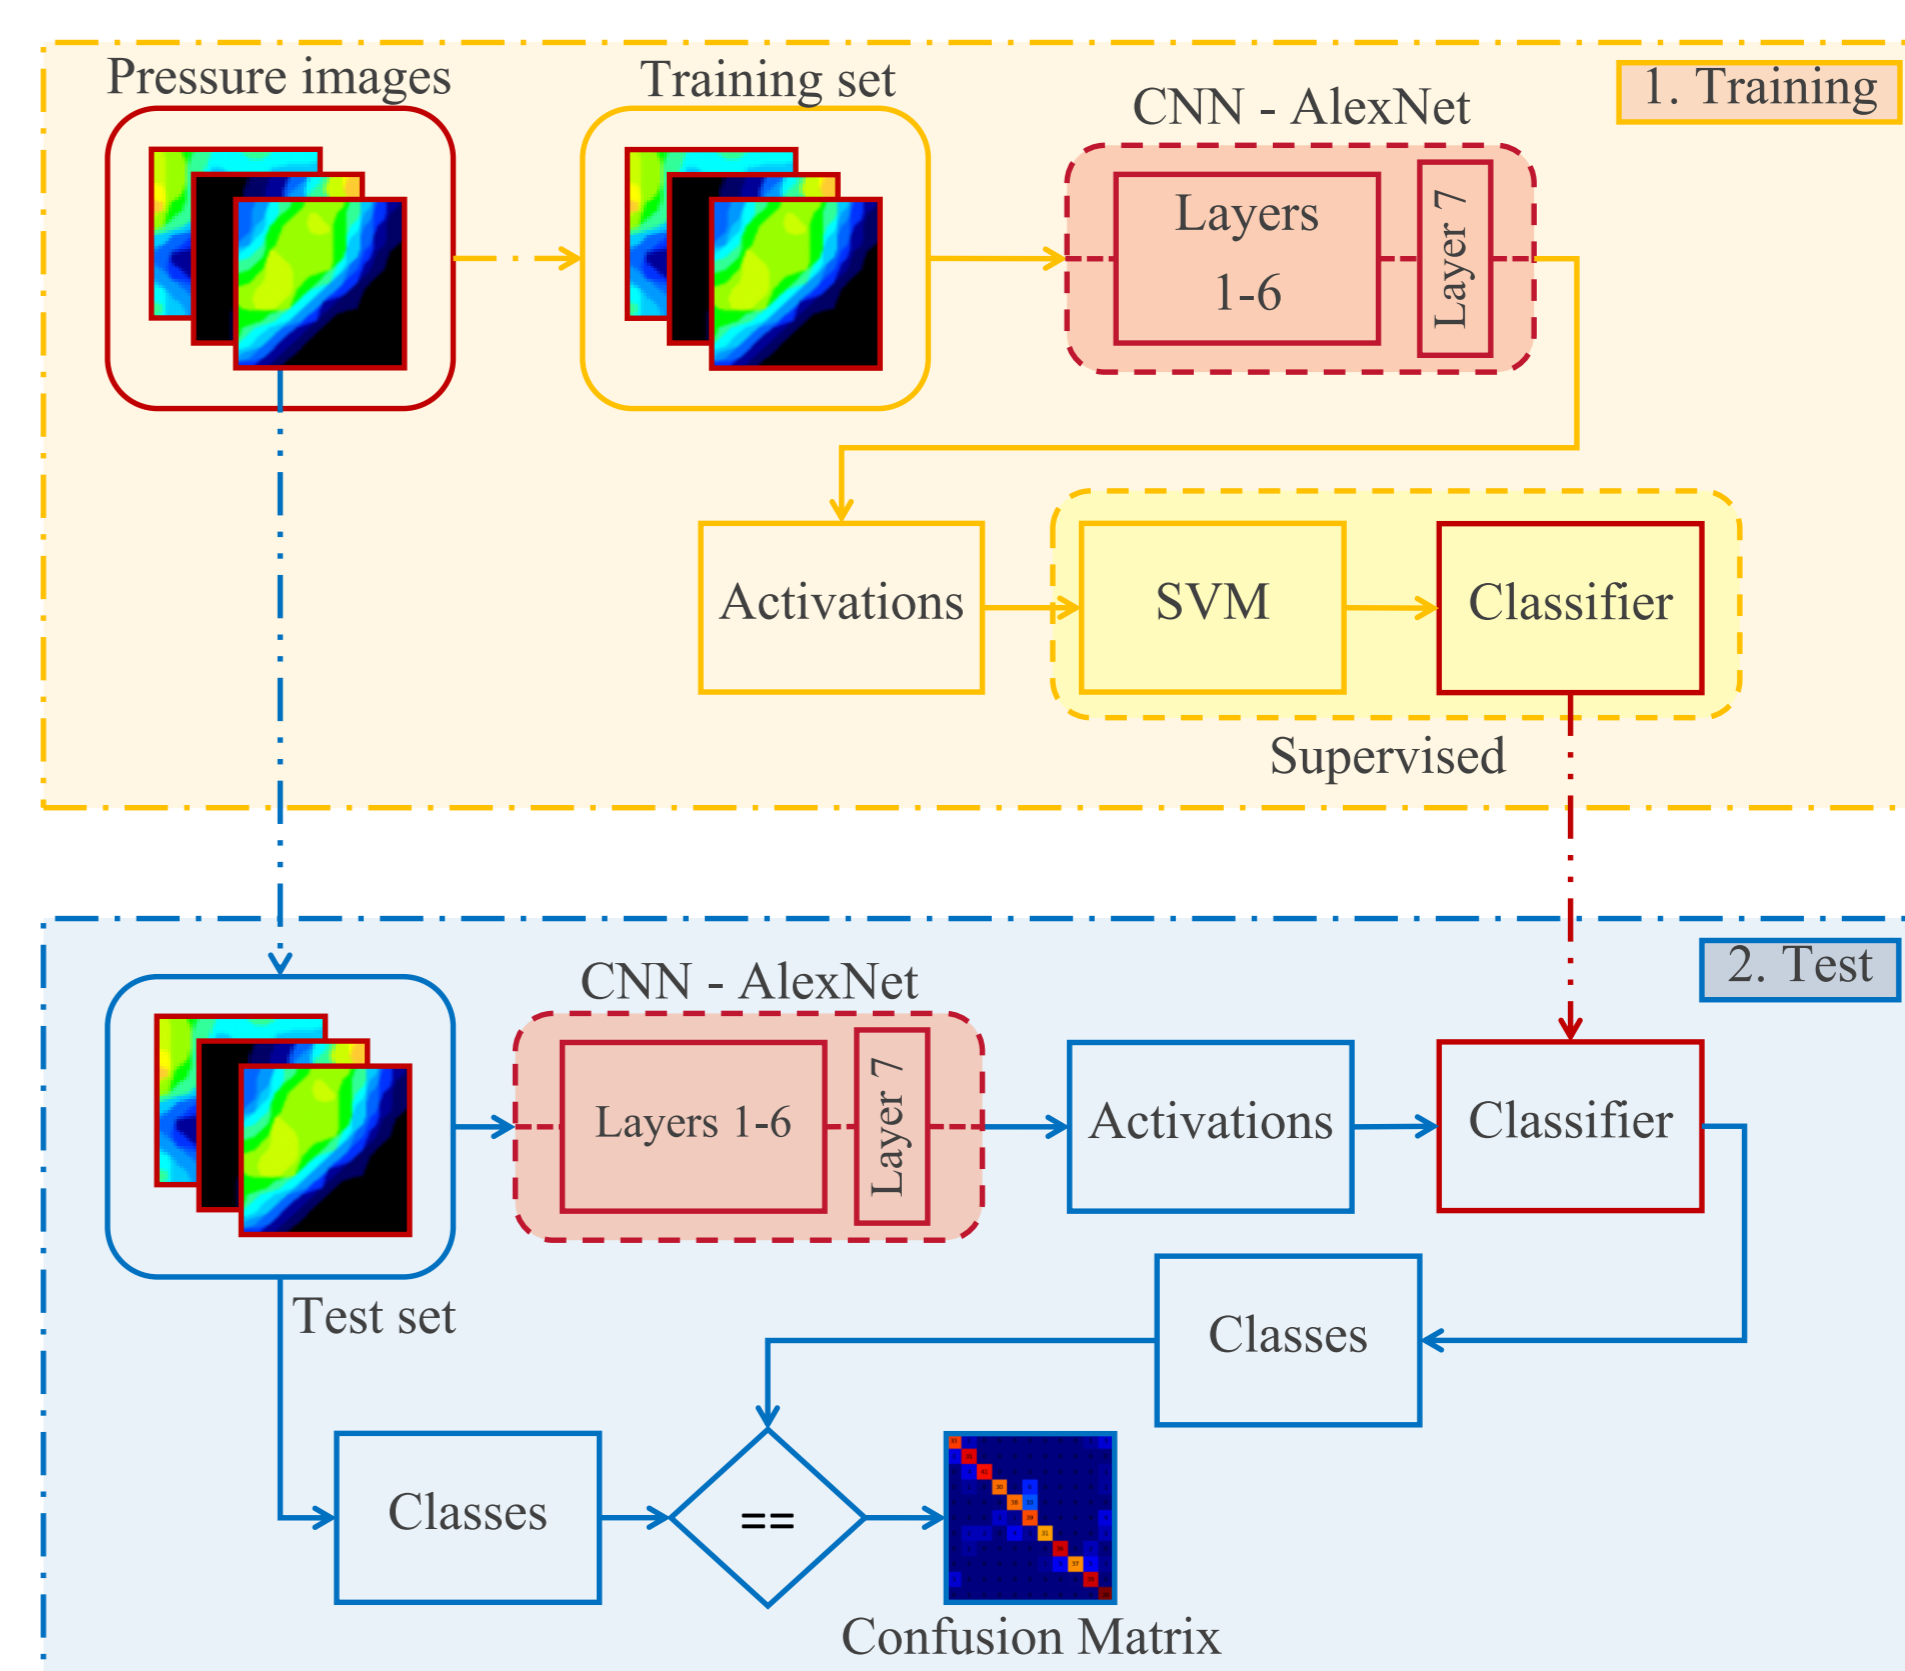 Pressure images
Training set
CNN - AlexNet
1. Training
Layers
1-6
Layer 7
Activations
SVM
Classifier
Supervised
2. Test
CNN - AlexNet
Layers 1-6
Layer 7
Activations
Classifier
Test set
Classes
Classes
==
Confusion Matrix